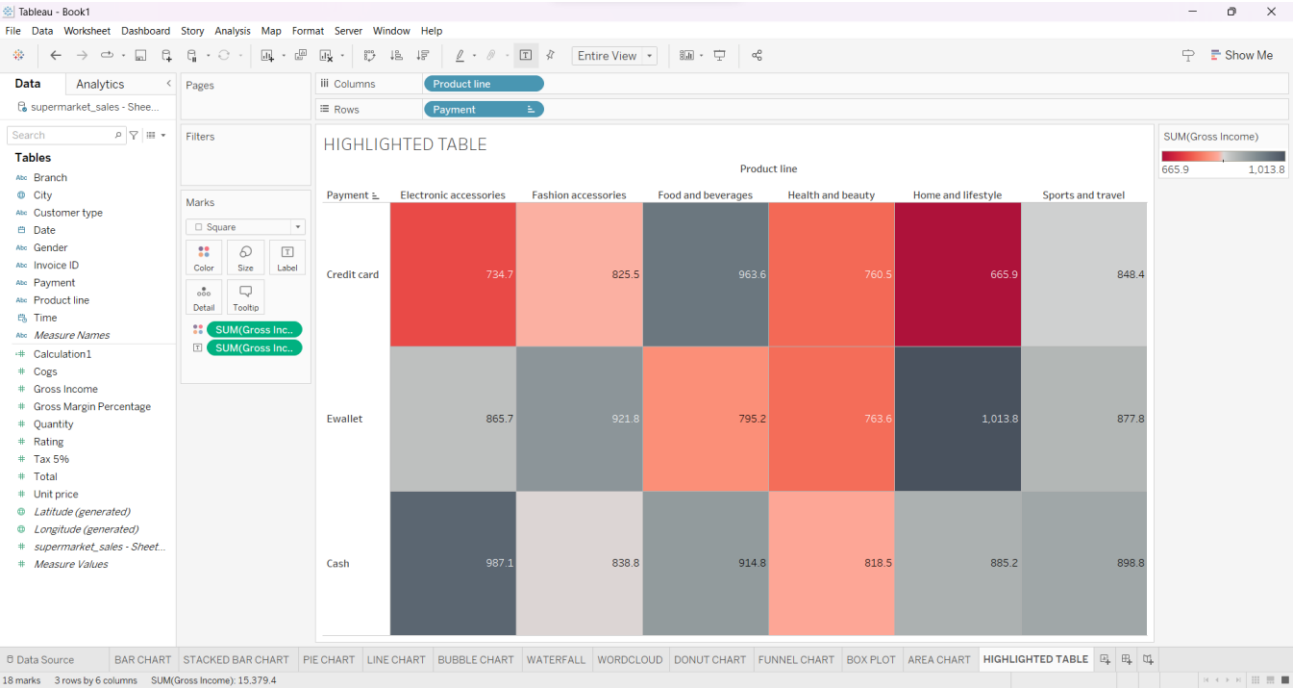 Tableau - Book1
File Data Worksheet Dashboard Story Analysis Map Format Server Window Help
Entire View
Show Me
Data Analytics
supermarket_sales - Shee...
Search
Tables
Abc Branch
City
Abc Customer type
Date
Abc Gender
Abc Invoice ID
Abc Payment
Abc Product line
Time
Abc Measure Names
Calculation1
Cogs
Gross Income
Gross Margin Percentage
Quantity
Rating
Tax 5%
Total
Unit price
Latitude (generated)
Longitude (generated)
supermarket_sales - Sheet...
Measure Values
Pages
Filters
Marks
Square
Color Size Label
Detail Tooltip
SUM(Gross Inc..
SUM(Gross Inc..
Columns Product line
Rows Payment
HIGHLIGHTED TABLE
Product line
Payment Electronic accessories Fashion accessories Food and beverages Health and beauty Home and lifestyle Sports and travel
Credit card 734.7 825.5 963.6 760.5 665.9 848.4
Ewallet 865.7 921.8 795.2 763.6 1,013.8 877.8
Cash 987.1 838.8 914.8 818.5 885.2 898.8
SUM(Gross Income)
665.9 1,013.8
Data Source BAR CHART STACKED BAR CHART PIE CHART LINE CHART BUBBLE CHART WATERFALL WORDCLOUD DONUT CHART FUNNEL CHART BOX PLOT AREA CHART HIGHLIGHTED TABLE
18 marks 3 rows by 6 columns SUM(Gross Income): 15,379.4